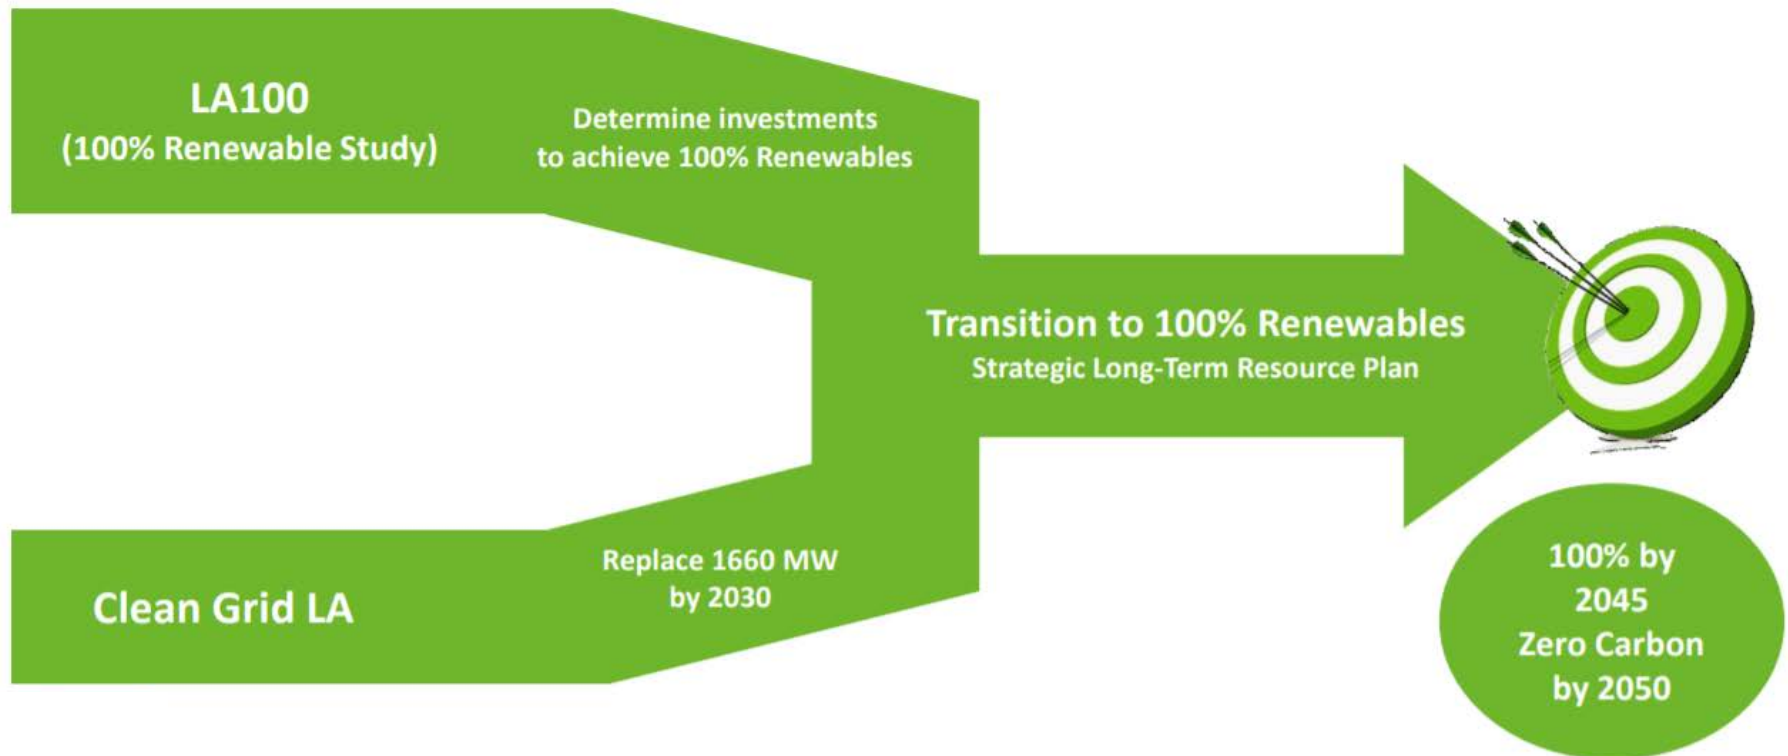 LA100
(100% Renewable Study)
Determine investments
to achieve 100% Renewables
Transition to 100% Renewables
Strategic Long-Term Resource Plan
Clean Grid LA
Replace 1660 MW
by 2030
100% by
2045
Zero Carbon
by 2050